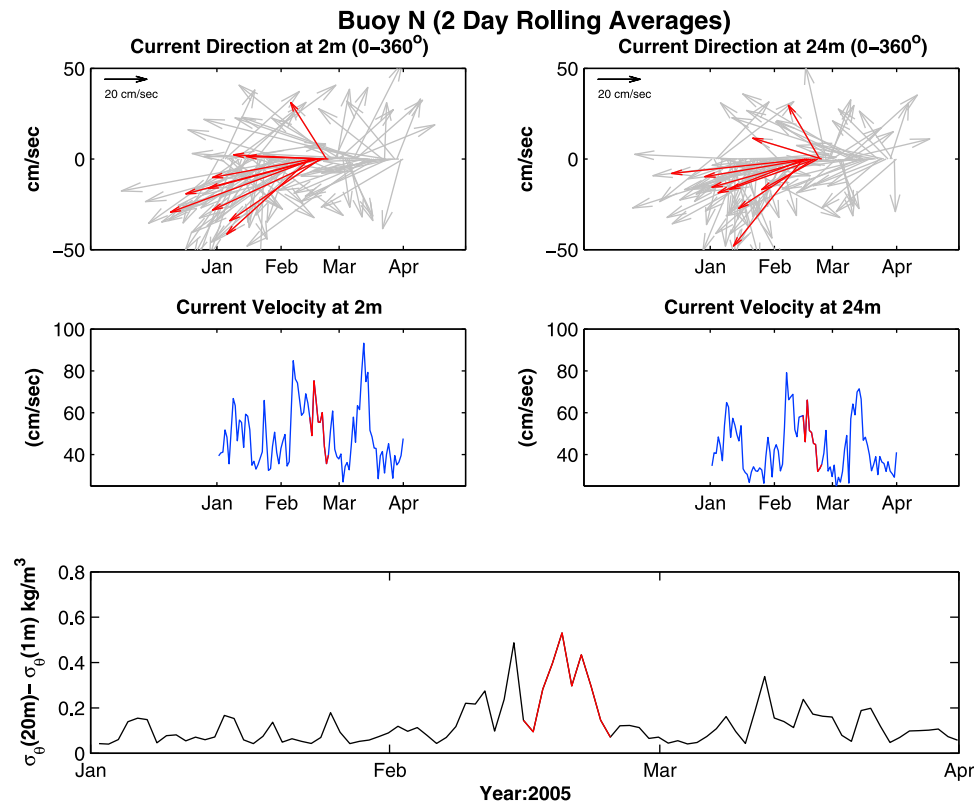 Buoy N (2 Day Rolling Averages)
Current Direction at 2m (0−360°)
Current Direction at 24m (0−360°)
50
0
−50
cm/sec
20 cm/sec
Jan Feb Mar Apr
50
0
−50
cm/sec
20 cm/sec
Jan Feb Mar Apr
Current Velocity at 2m
Current Velocity at 24m
100
80
60
40
(cm/sec)
Jan Feb Mar Apr
100
80
60
40
(cm/sec)
Jan Feb Mar Apr
0.8
0.6
0.4
0.2
0
σθ(20m)− σθ(1m) kg/m³
Jan Feb Mar Apr
Year:2005